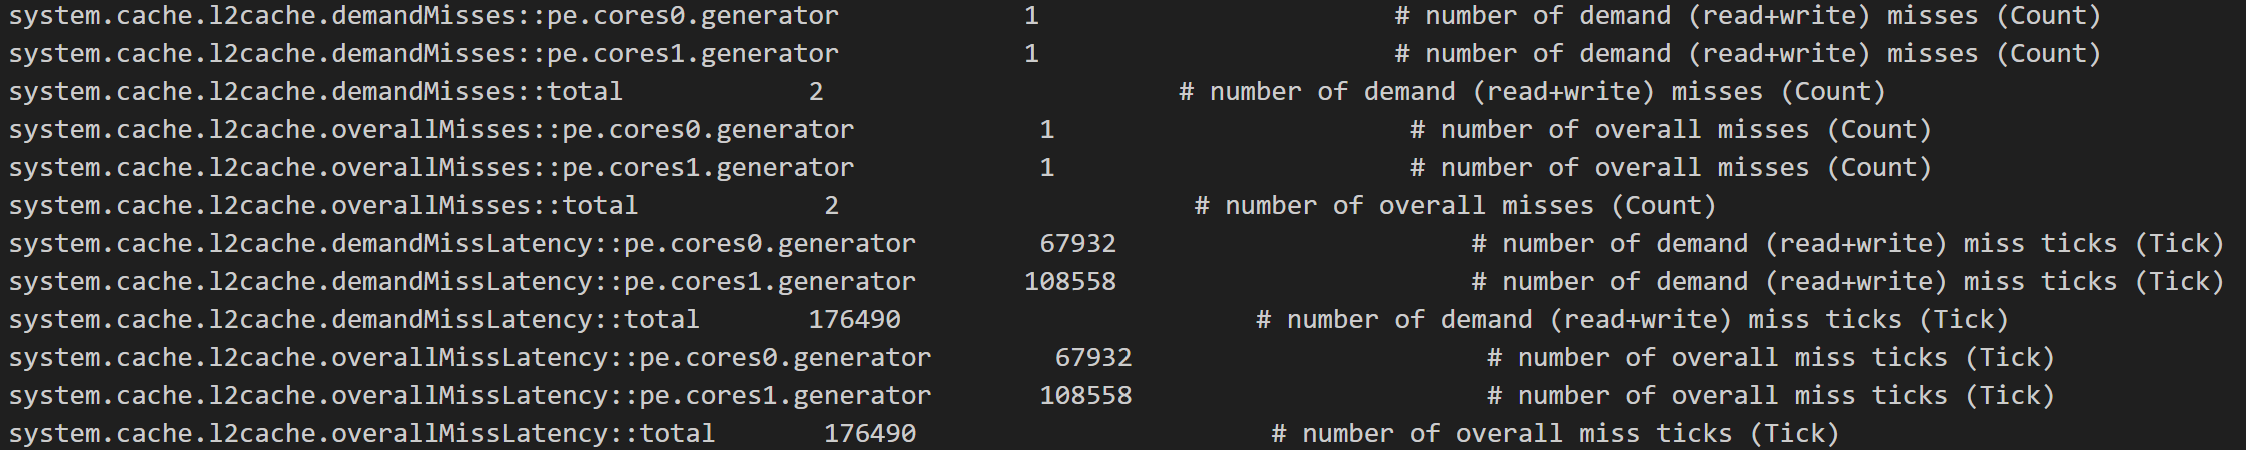 system.cache.l2cache.demandMisses::pe.cores0.generator            1                       # number of demand (read+write) misses (Count)
system.cache.l2cache.demandMisses::pe.cores1.generator            1                       # number of demand (read+write) misses (Count)
system.cache.l2cache.demandMisses::total            2                       # number of demand (read+write) misses (Count)
system.cache.l2cache.overallMisses::pe.cores0.generator            1                       # number of overall misses (Count)
system.cache.l2cache.overallMisses::pe.cores1.generator            1                       # number of overall misses (Count)
system.cache.l2cache.overallMisses::total            2                       # number of overall misses (Count)
system.cache.l2cache.demandMissLatency::pe.cores0.generator        67932                       # number of demand (read+write) miss ticks (Tick)
system.cache.l2cache.demandMissLatency::pe.cores1.generator       108558                       # number of demand (read+write) miss ticks (Tick)
system.cache.l2cache.demandMissLatency::total       176490                       # number of demand (read+write) miss ticks (Tick)
system.cache.l2cache.overallMissLatency::pe.cores0.generator        67932                       # number of overall miss ticks (Tick)
system.cache.l2cache.overallMissLatency::pe.cores1.generator       108558                       # number of overall miss ticks (Tick)
system.cache.l2cache.overallMissLatency::total       176490                       # number of overall miss ticks (Tick)